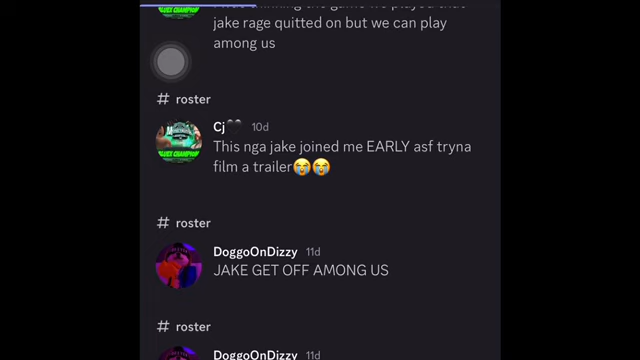 jake rage quitted on but we can play
among us
# roster
Cj🖤 10d
This nga jake joined me EARLY asf tryna
film a trailer😭😭
# roster
DoggoOnDizzy 11d
JAKE GET OFF AMONG US
# roster
DoggoOnDizzy 11d